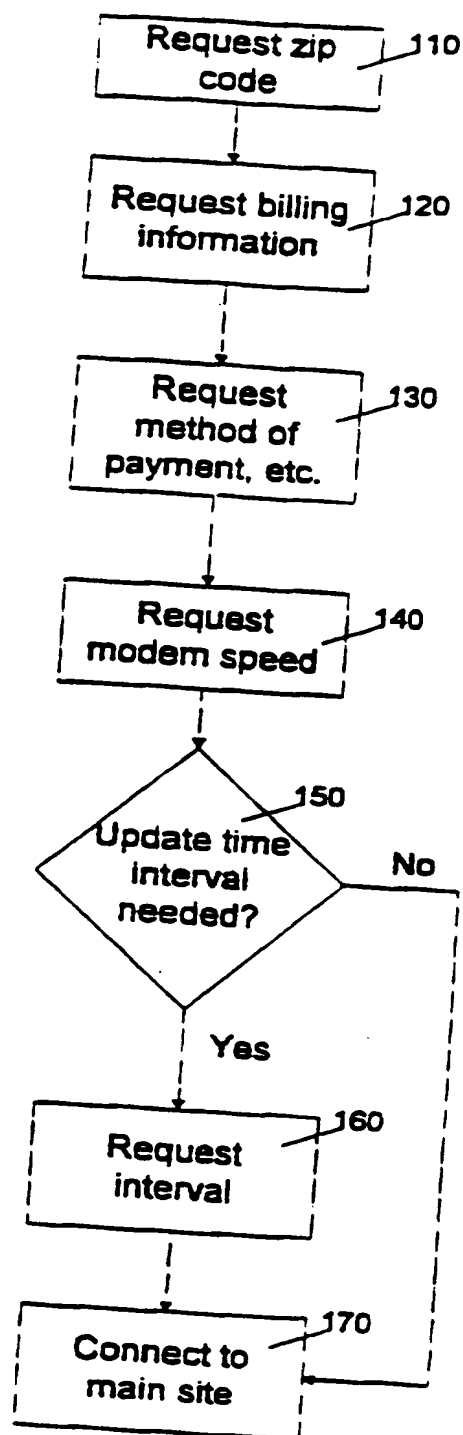 Request zip
code
110
Request billing
information
120
Request
method of
payment, etc.
130
Request
modem speed
140
150
Update time
interval
needed?
No
Yes
160
Request
interval
170
Connect to
main site